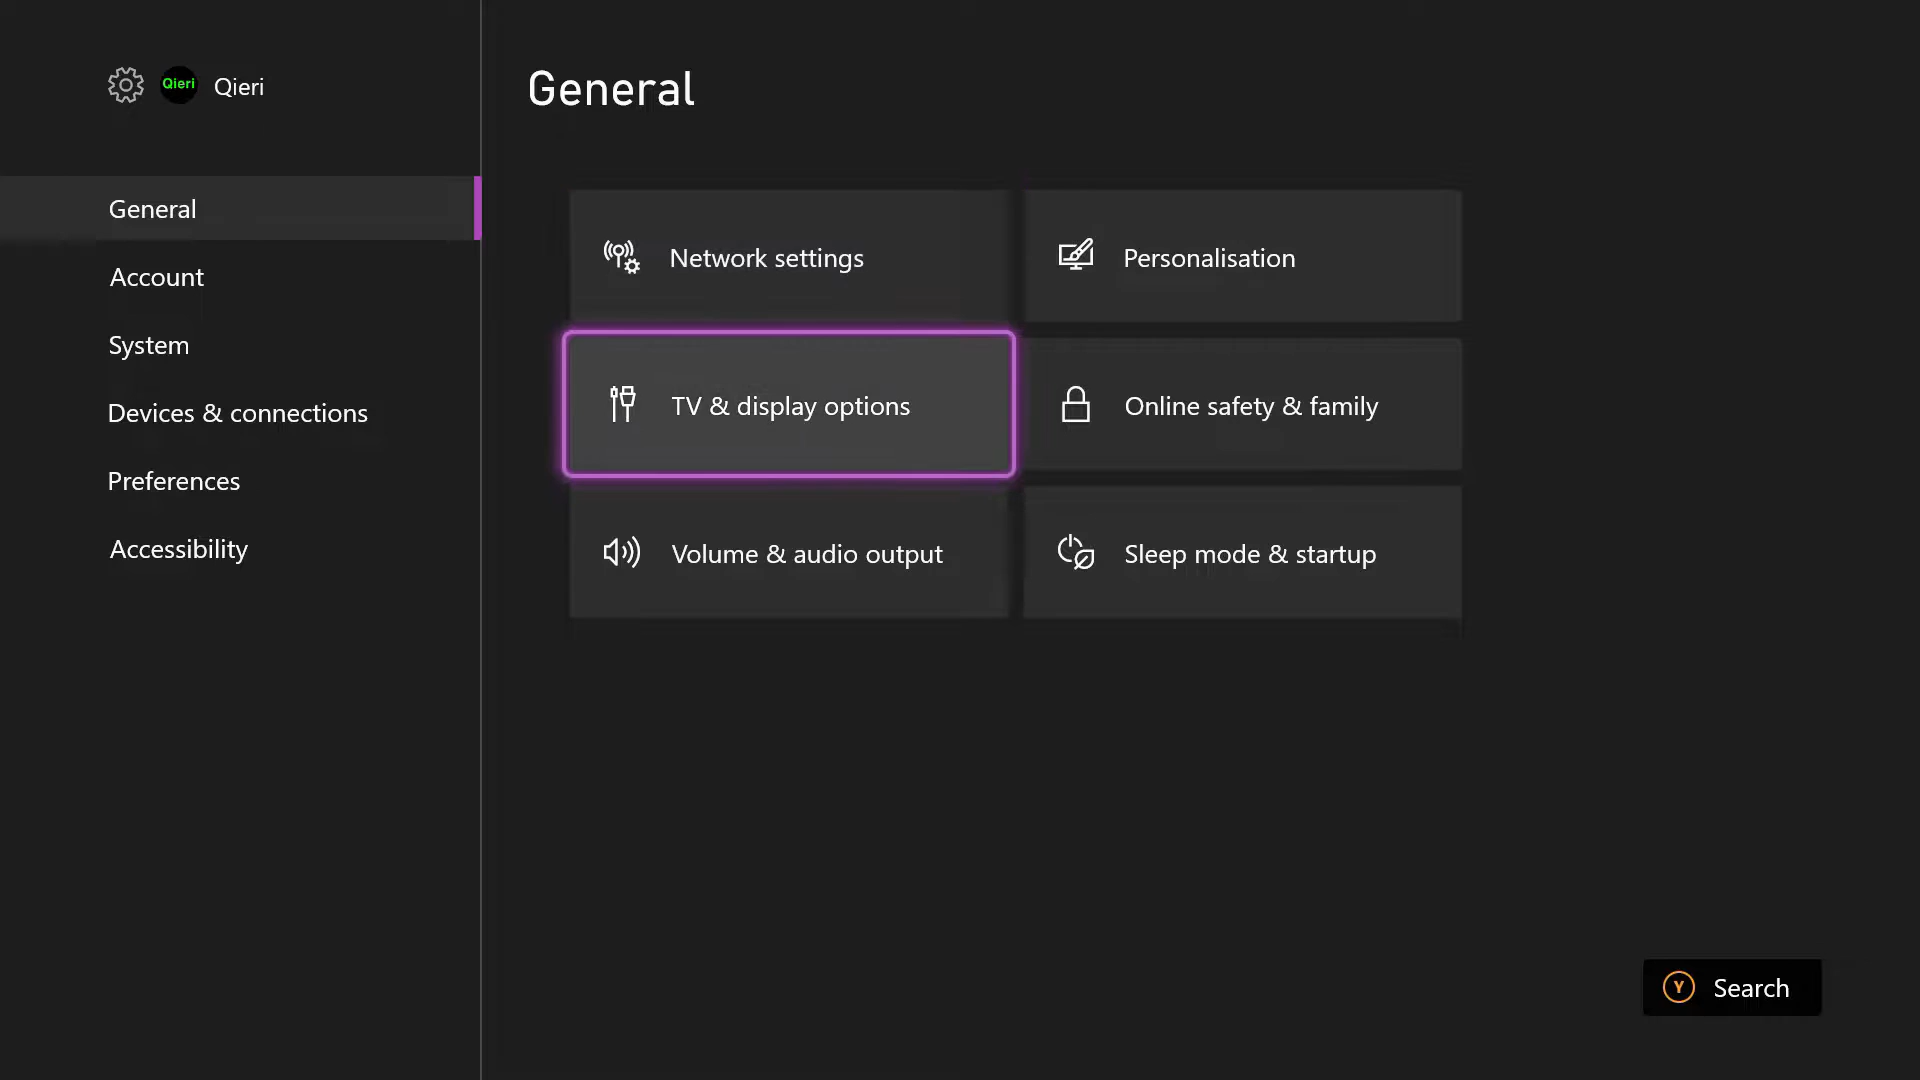 Qieri Qieri
General
Account
System
Devices & connections
Preferences
Accessibility
General
Network settings
Personalisation
TV & display options
Online safety & family
Volume & audio output
Sleep mode & startup
Y Search